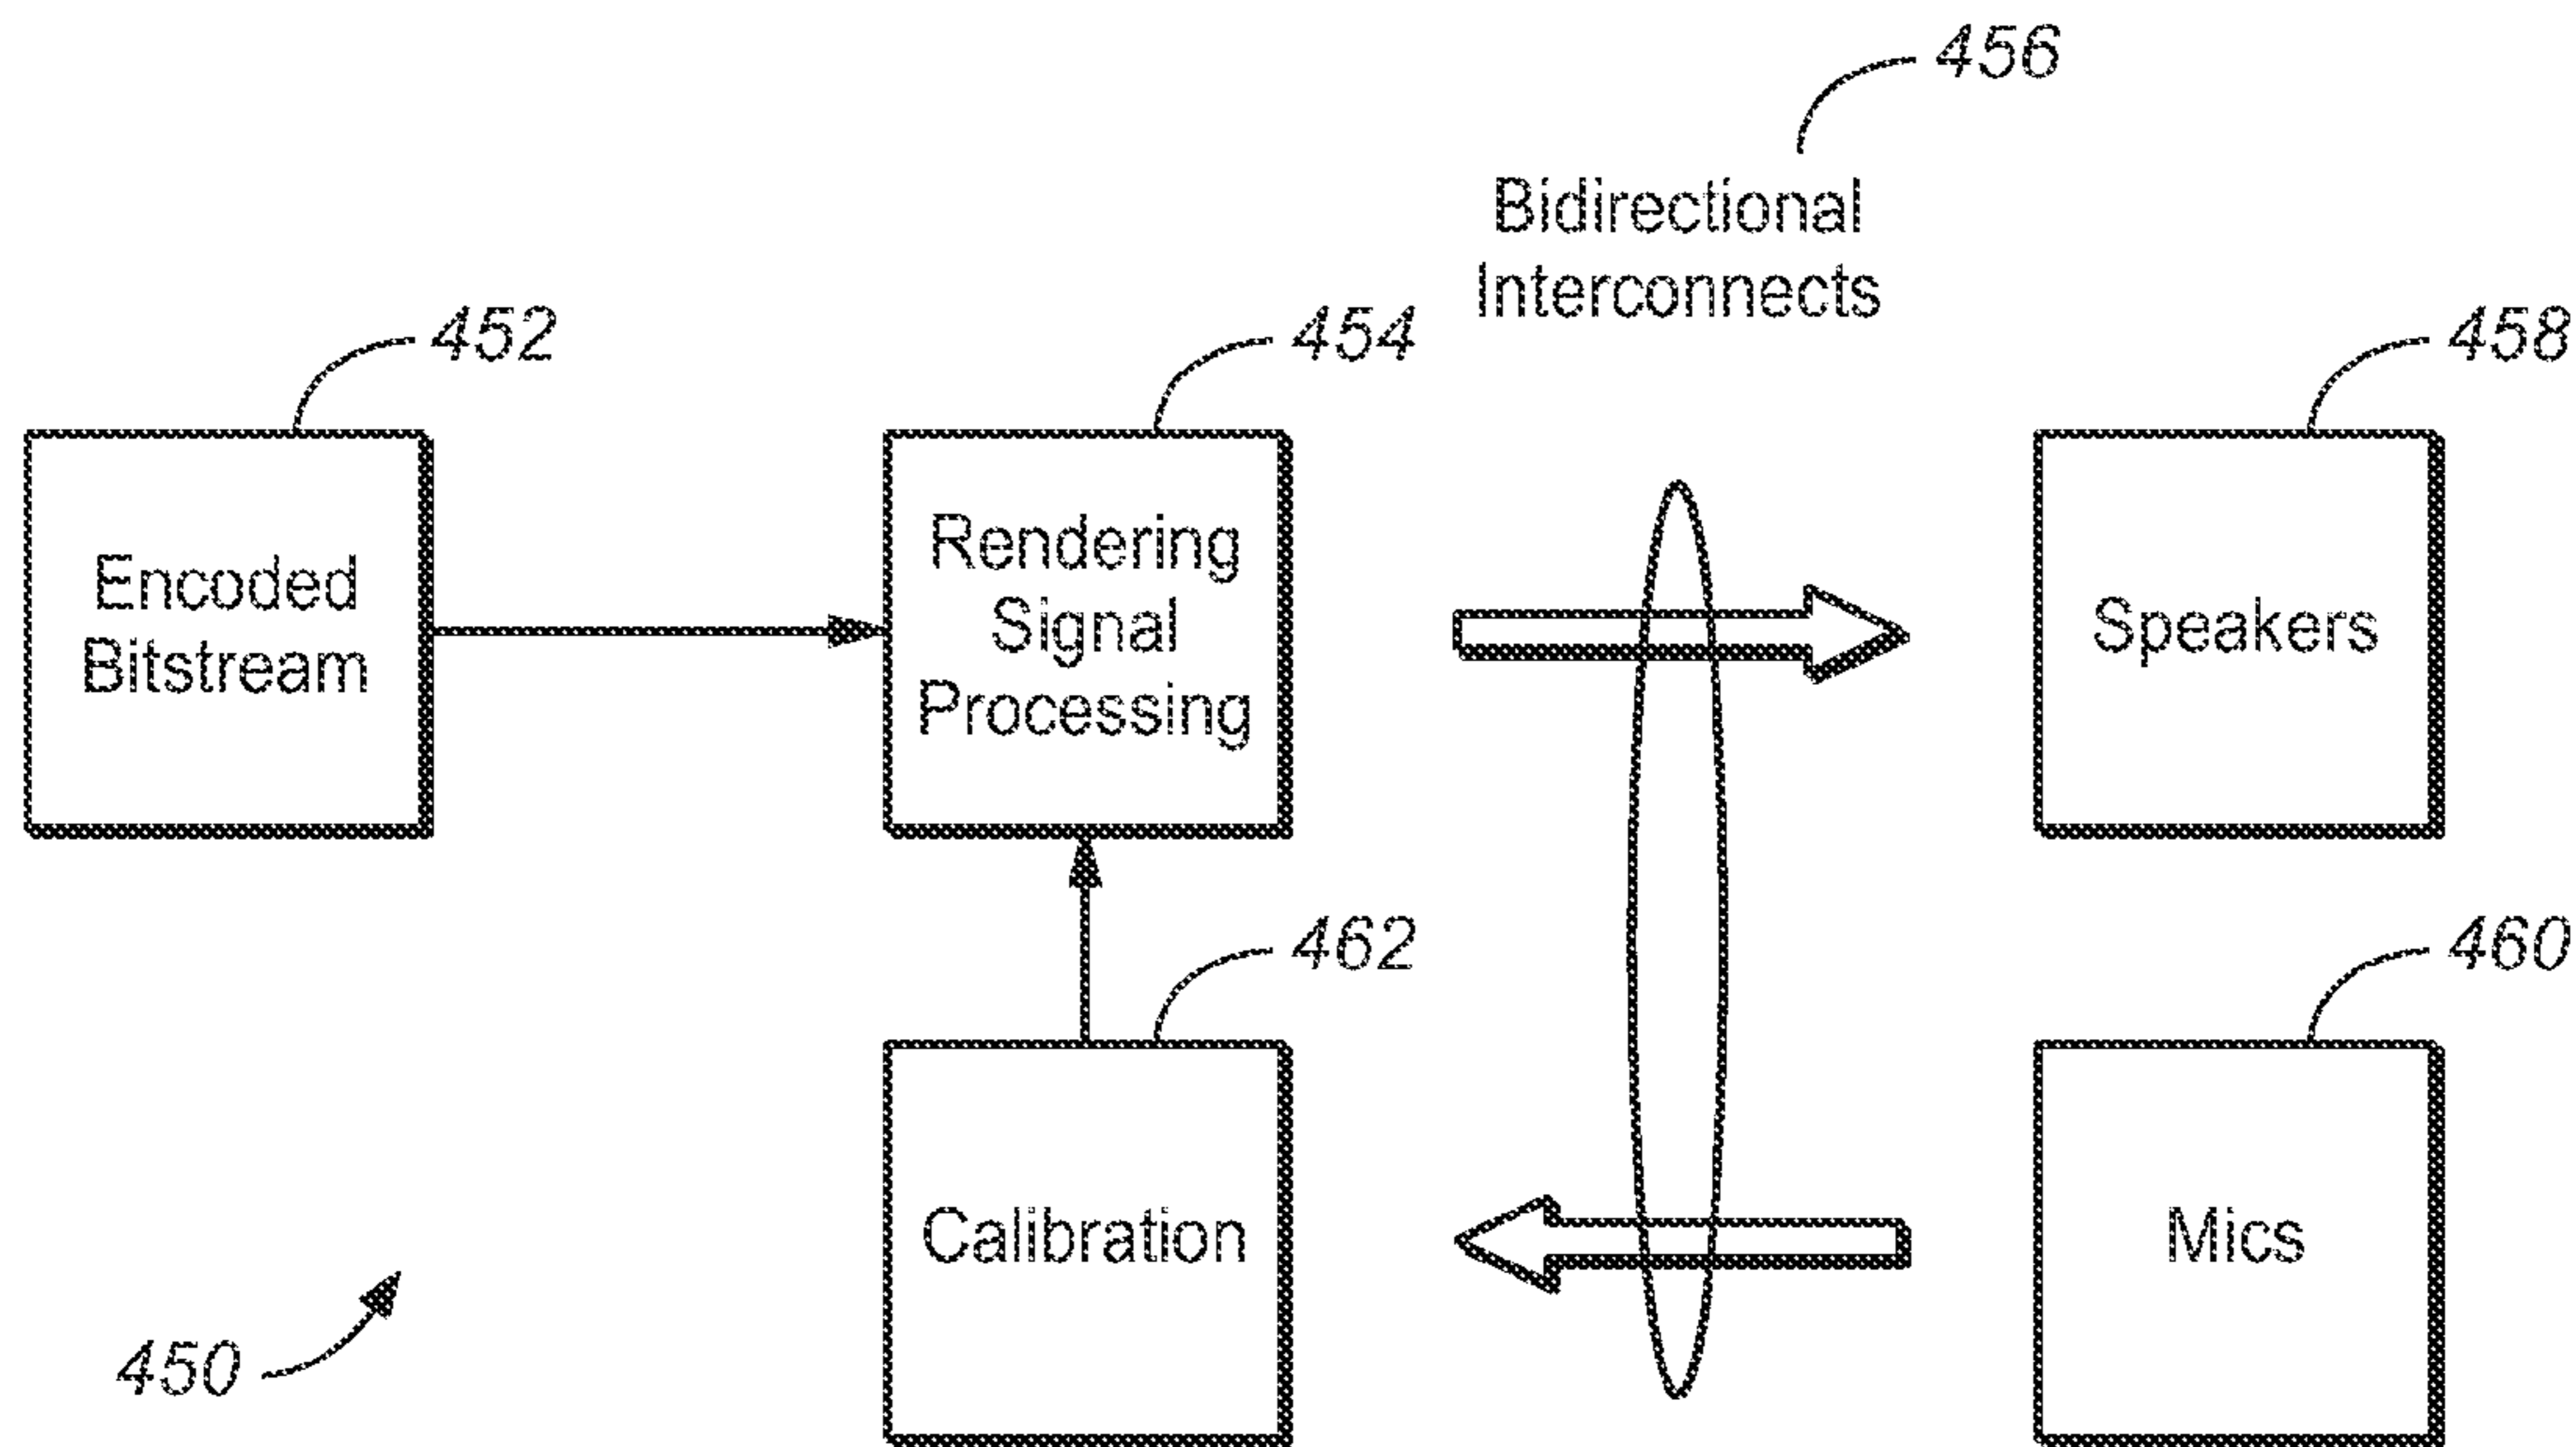 456
Bidirectional
Interconnects
452
454
458
Encoded
Bitstream
Rendering
Signal
Processing
Speakers
462
460
Calibration
Mics
450